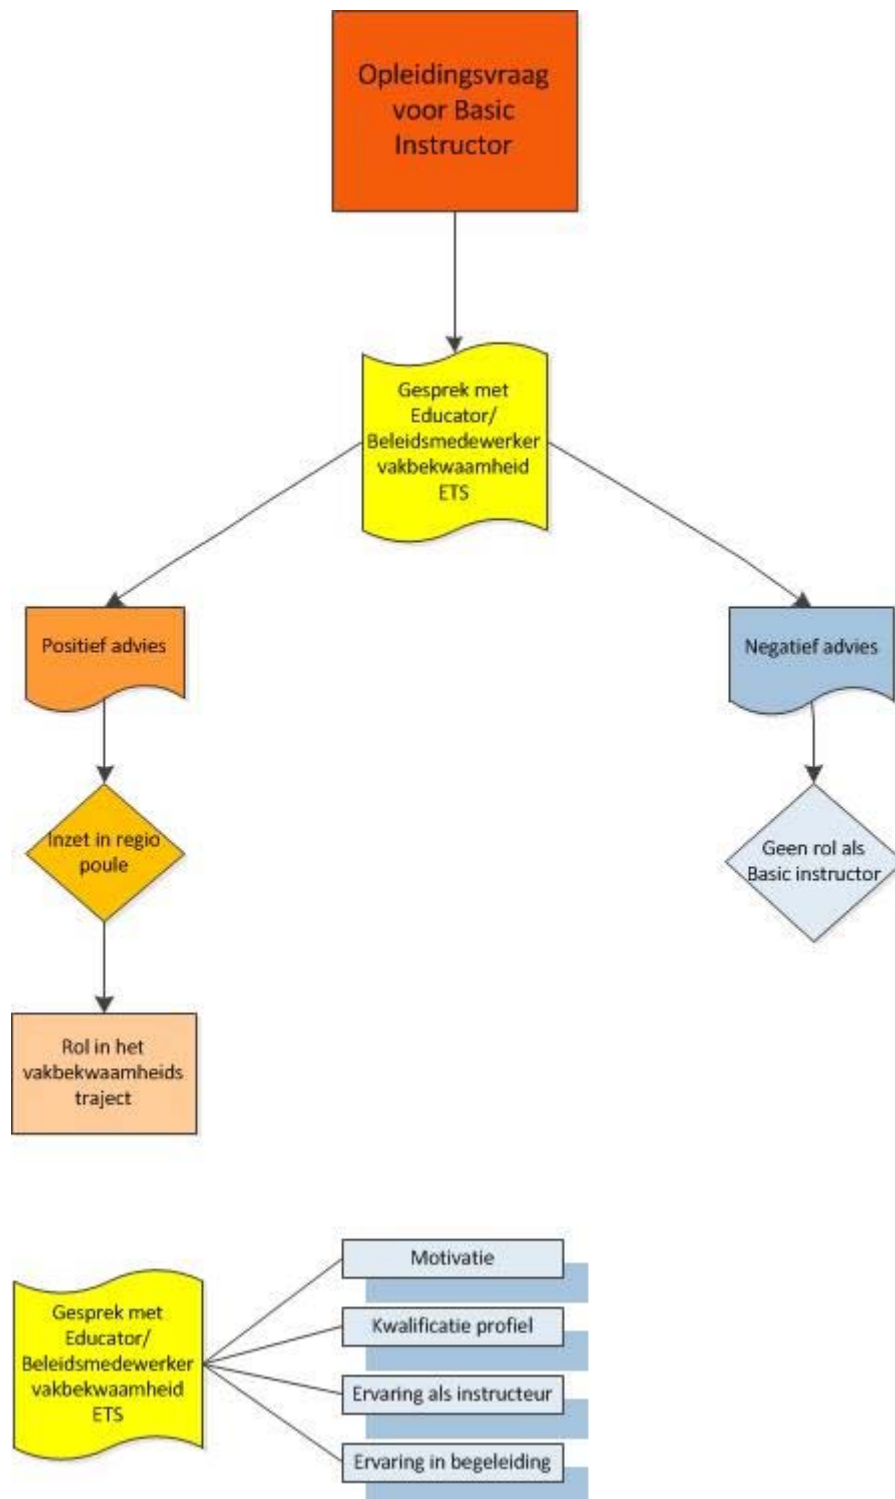 Opleidingsvraag
voor Basic
Instructor
Gesprek met
Educator/
Beleidsmedewerker
vakbekwaamheid
ETS
Positief advies
Negatief advies
Inzet in regio
poule
Geen rol als
Basic instructor
Rol in het
vakbekwaamheids
traject
Gesprek met
Educator/
Beleidsmedewerker
vakbekwaamheid
ETS
Motivatie
Kwalificatie profiel
Ervaring als instructeur
Ervaring in begeleiding